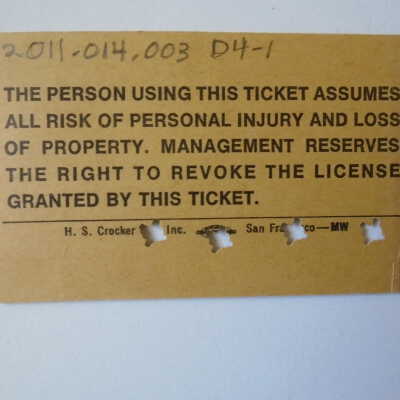 2011.014.003 D4-1
THE PERSON USING THIS TICKET ASSUMES
ALL RISK OF PERSONAL INJURY AND LOSS
OF PROPERTY. MANAGEMENT RESERVES
THE RIGHT TO REVOKE THE LICENSE
GRANTED BY THIS TICKET.
H. S. Crocker Inc. San Fra co—MW